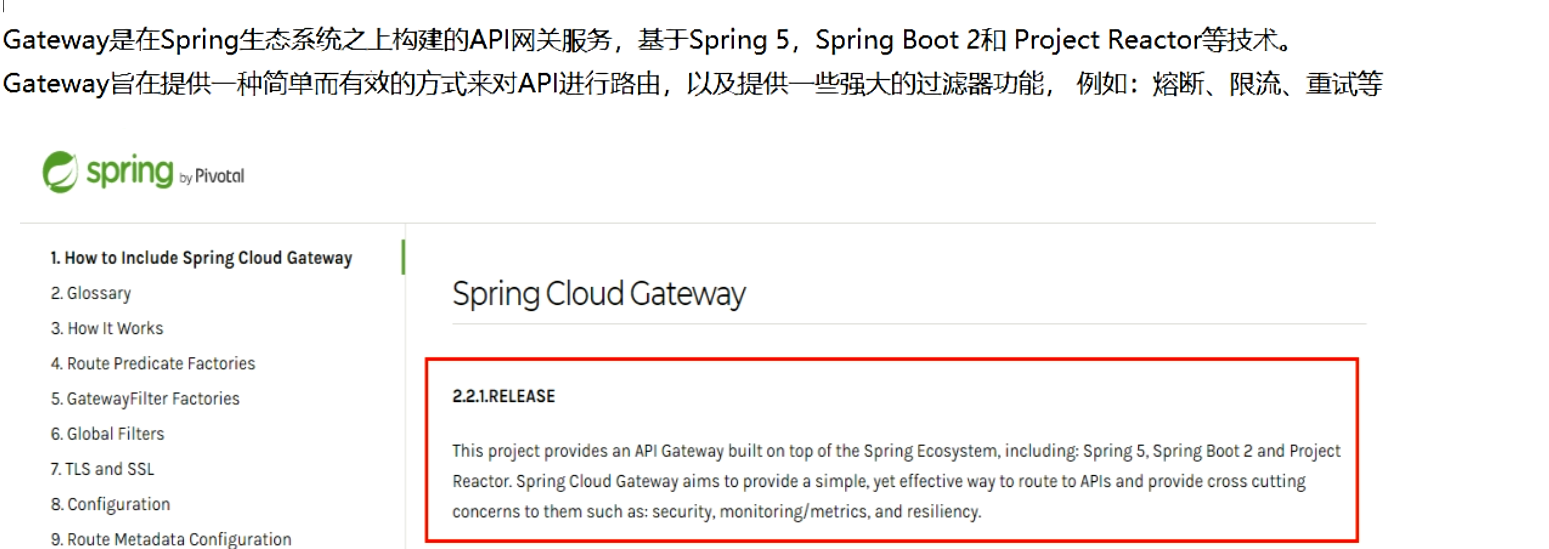 Gateway是在Spring生态系统之上构建的API网关服务，基于Spring 5，Spring Boot 2和 Project Reactor等技术。
Gateway旨在提供一种简单而有效的方式来对API进行路由，以及提供一些强大的过滤器功能， 例如：熔断、限流、重试等
spring by Pivotal
1. How to Include Spring Cloud Gateway
2. Glossary
3. How It Works
4. Route Predicate Factories
5. GatewayFilter Factories
6. Global Filters
7. TLS and SSL
8. Configuration
9. Route Metadata Configuration
Spring Cloud Gateway
2.2.1.RELEASE
This project provides an API Gateway built on top of the Spring Ecosystem, including: Spring 5, Spring Boot 2 and Project
Reactor. Spring Cloud Gateway aims to provide a simple, yet effective way to route to APIs and provide cross cutting
concerns to them such as: security, monitoring/metrics, and resiliency.